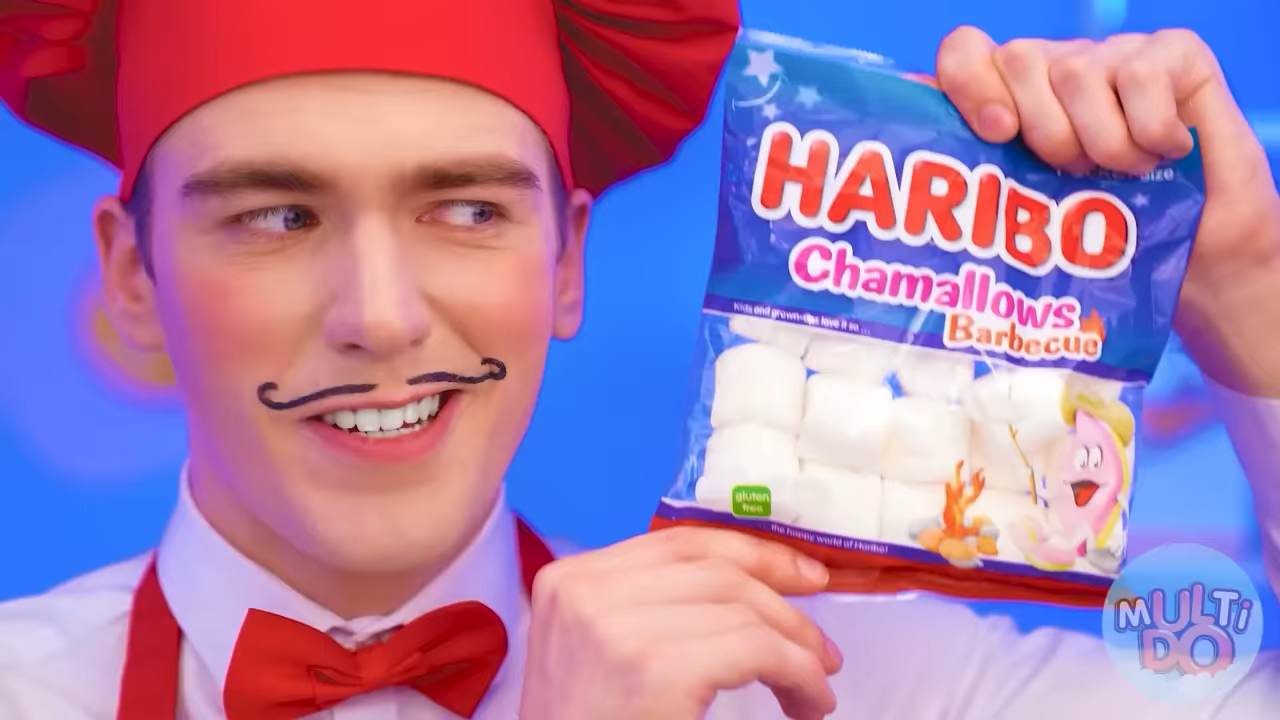 HARIBO
Chamallows
Barbecue
Kids and grown-ups love it so ...
gluten
free
the happy world of Haribo!
MULTi
DO